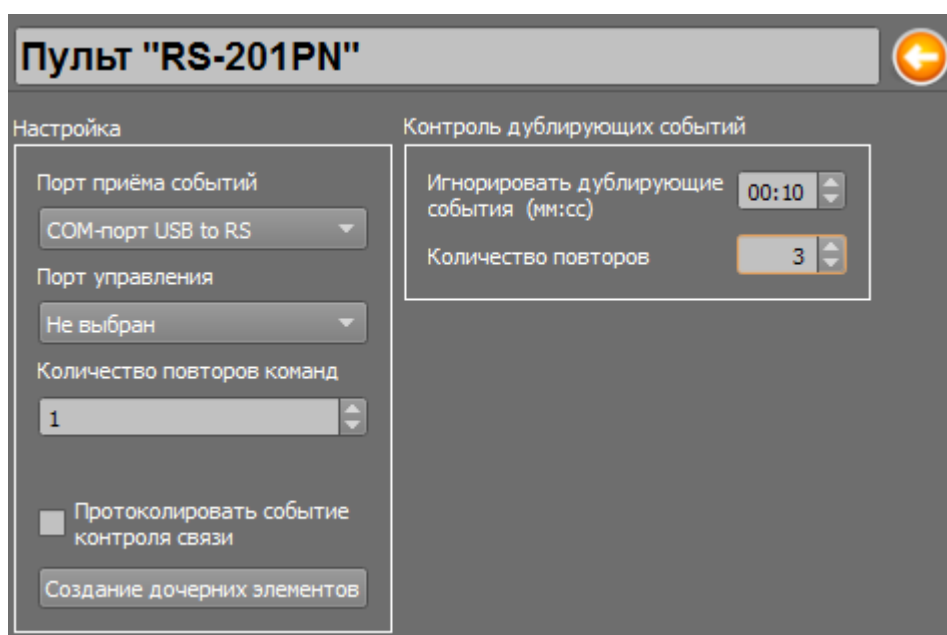 Пульт "RS-201PN"
Настройка
Порт приёма событий
COM-порт USB to RS
Порт управления
Не выбран
Количество повторов команд
1
Протоколировать событие
контроля связи
Создание дочерних элементов
Контроль дублирующих событий
Игнорировать дублирующие
события (мм:сс)
00:10
Количество повторов
3